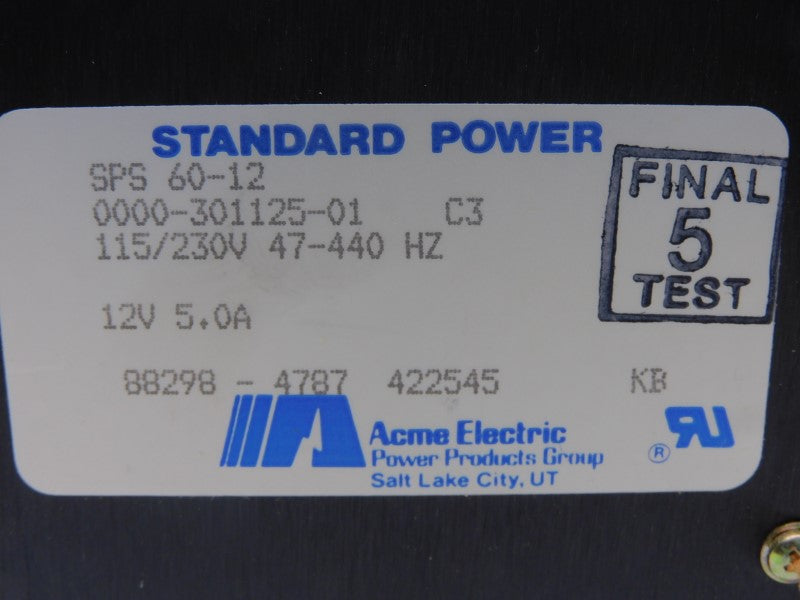 STANDARD POWER
SPS 60-12
0000-301125-01 C3
115/230V 47-440 HZ
12V 5.0A
FINAL
5
TEST
88298 - 4787 422545 KB
Acme Electric
Power Products Group
Salt Lake City, UT
®